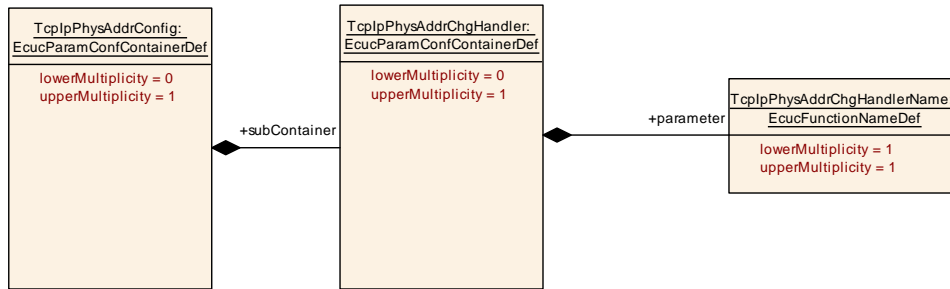 TcpIpPhysAddrConfig:
EcucParamConfContainerDef
lowerMultiplicity = 0
upperMultiplicity = 1
+subContainer
TcpIpPhysAddrChgHandler:
EcucParamConfContainerDef
lowerMultiplicity = 0
upperMultiplicity = 1
+parameter
TcpIpPhysAddrChgHandlerName:
EcucFunctionNameDef
lowerMultiplicity = 1
upperMultiplicity = 1